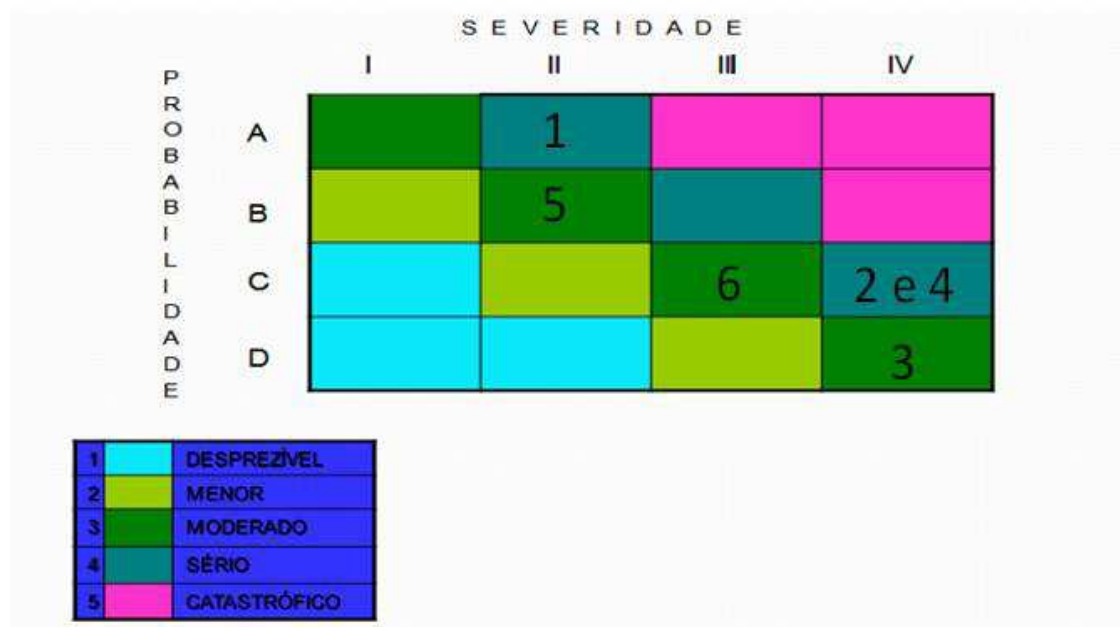 SEVERIDADE
I II III IV
PROBABILIDADE
A 1
B 5
C 6 2 e 4
D 3
1 DESPREZÍVEL
2 MENOR
3 MODERADO
4 SÉRIO
5 CATASTRÓFICO